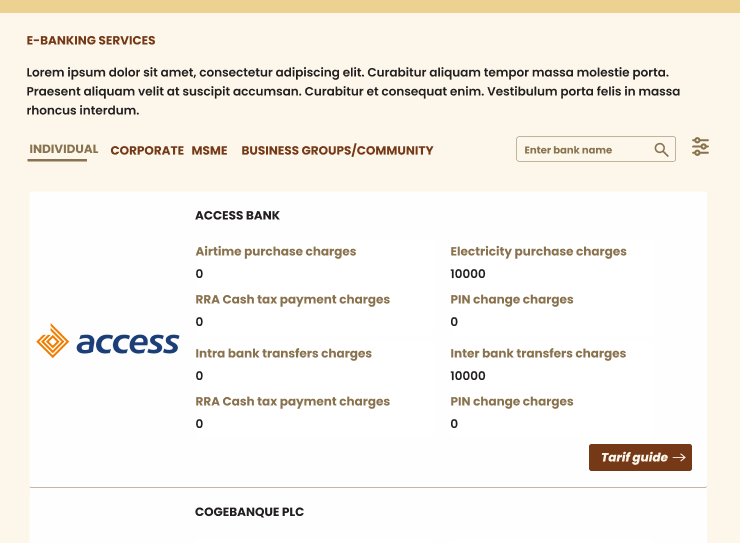 E-BANKING SERVICES
Lorem ipsum dolor sit amet, consectetur adipiscing elit. Curabitur aliquam tempor massa molestie porta.
Praesent aliquam velit at suscipit accumsan. Curabitur et consequat enim. Vestibulum porta felis in massa
rhoncus interdum.
INDIVIDUAL CORPORATE MSME BUSINESS GROUPS/COMMUNITY Enter bank name
ACCESS BANK
Airtime purchase charges Electricity purchase charges
0 10000
RRA Cash tax payment charges PIN change charges
0 0
access
Intra bank transfers charges Inter bank transfers charges
0 10000
RRA Cash tax payment charges PIN change charges
0 0
Tarif guide →
COGEBANQUE PLC